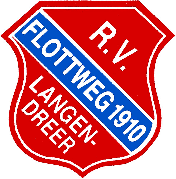 R.V.
FLOTTWEG 1910
LANGEN-
DREER